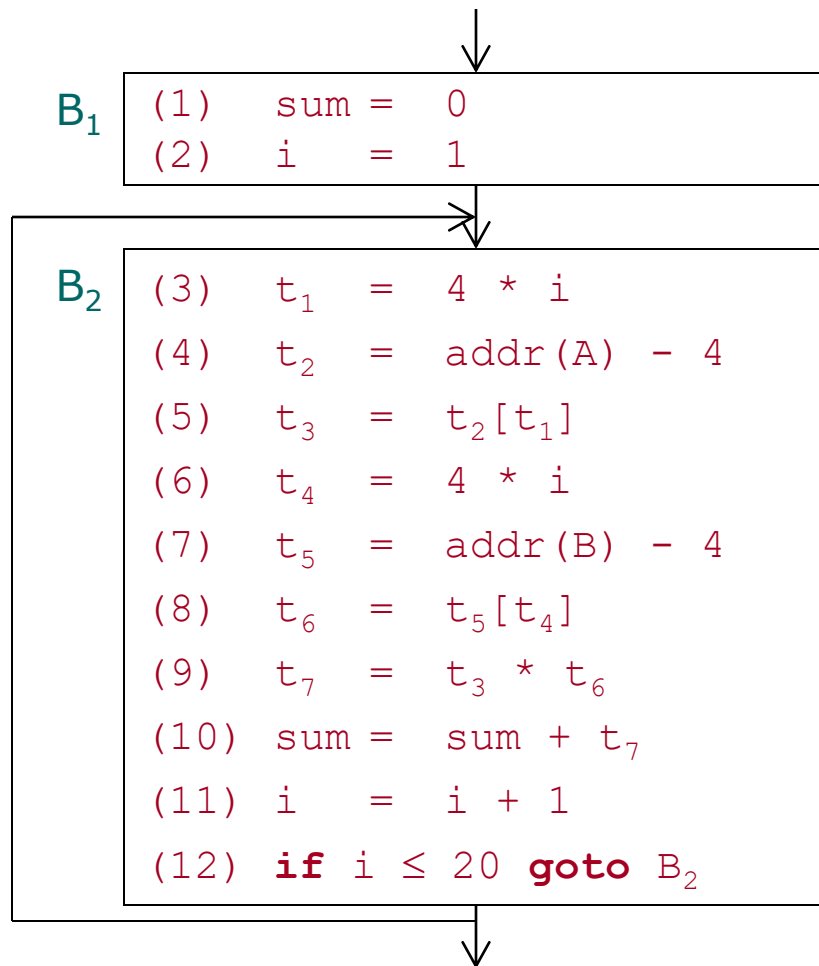 B₁
(1) sum = 0
(2) i = 1
B₂
(3) t₁ = 4 * i
(4) t₂ = addr(A) - 4
(5) t₃ = t₂[t₁]
(6) t₄ = 4 * i
(7) t₅ = addr(B) - 4
(8) t₆ = t₅[t₄]
(9) t₇ = t₃ * t₆
(10) sum = sum + t₇
(11) i = i + 1
(12) if i ≤ 20 goto B₂